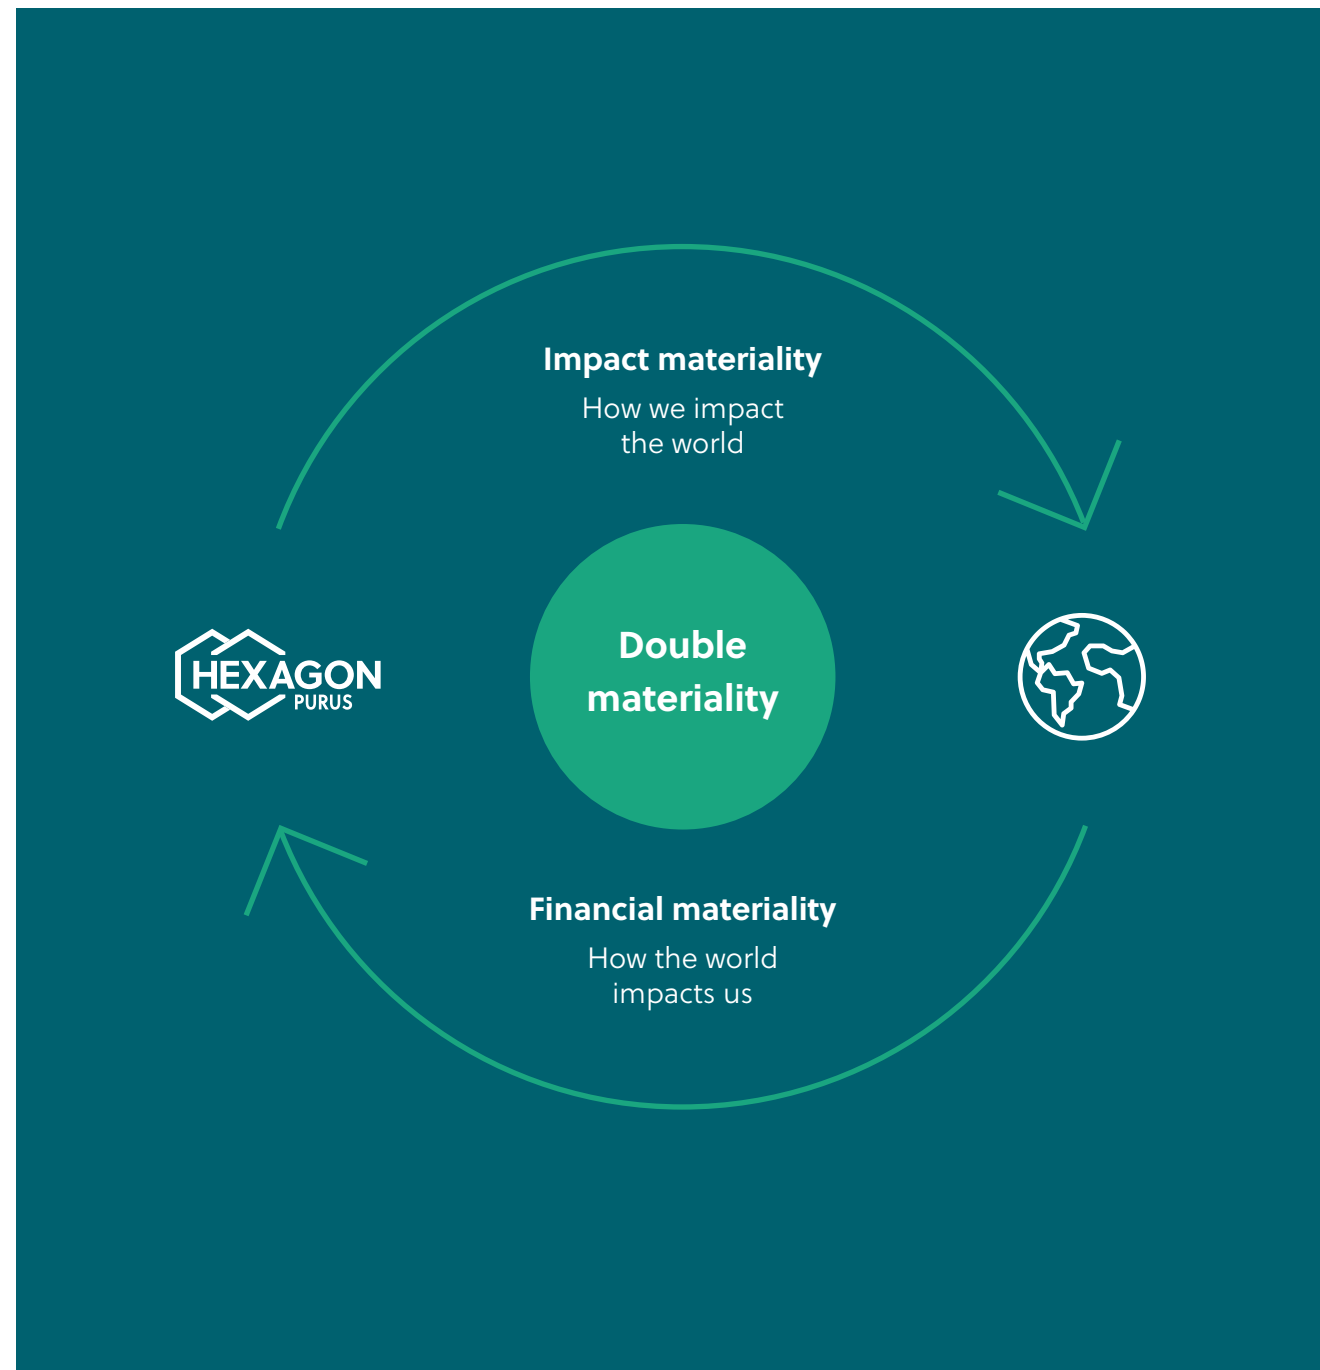 Impact materiality
How we impact
the world
HEXAGON
PURUS
Double
materiality
Financial materiality
How the world
impacts us